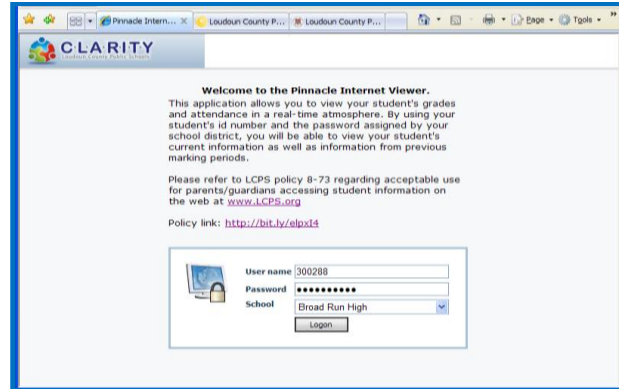 Pinnacle Intern...
Loudoun County P...
Loudoun County P...
Page
Tools
CLARITY
Loudoun County Public Schools
Welcome to the Pinnacle Internet Viewer.
This application allows you to view your student's grades
and attendance in a real-time atmosphere. By using your
student's id number and the password assigned by your
school district, you will be able to view your student's
current information as well as information from previous
marking periods.
Please refer to LCPS policy 8-73 regarding acceptable use
for parents/guardians accessing student information on
the web at www.LCPS.org
Policy link: http://bit.ly/elpxI4
User name 300288
Password ••••••••••
School Broad Run High
Logon